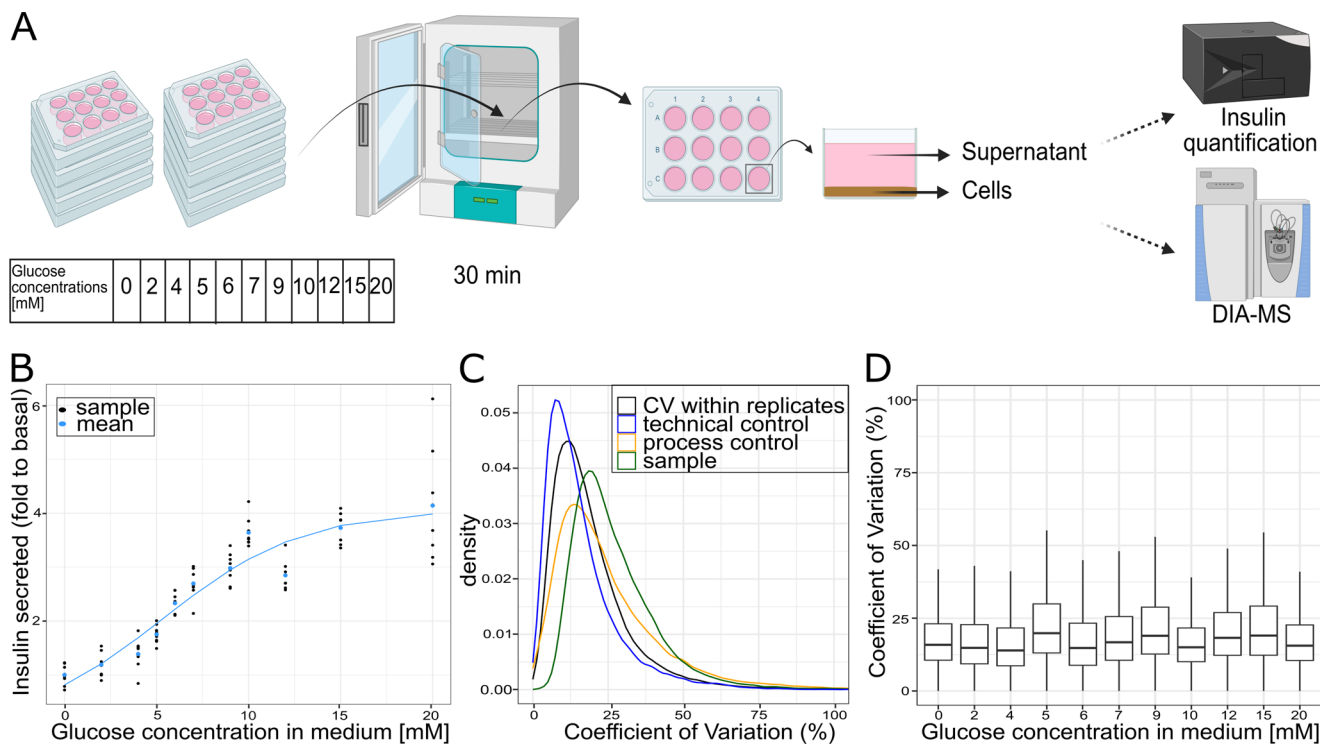 A
1 2 3 4
A
B
C
Supernatant
Cells
Insulin
quantification
DIA-MS
30 min
Glucose
concentrations
[mM]
0 2 4 5 6 7 9 10 12 15 20
B
Insulin secreted (fold to basal)
6
4
2
sample
mean
0 5 10 15 20
Glucose concentration in medium [mM]
C
density
0.05
0.04
0.03
0.02
0.01
0.00
CV within replicates
technical control
process control
sample
0 25 50 75 100
Coefficient of Variation (%)
D
Coefficient of Variation (%)
100
75
50
25
0
0 2 4 5 6 7 9 10 12 15 20
Glucose concentration in medium [mM]